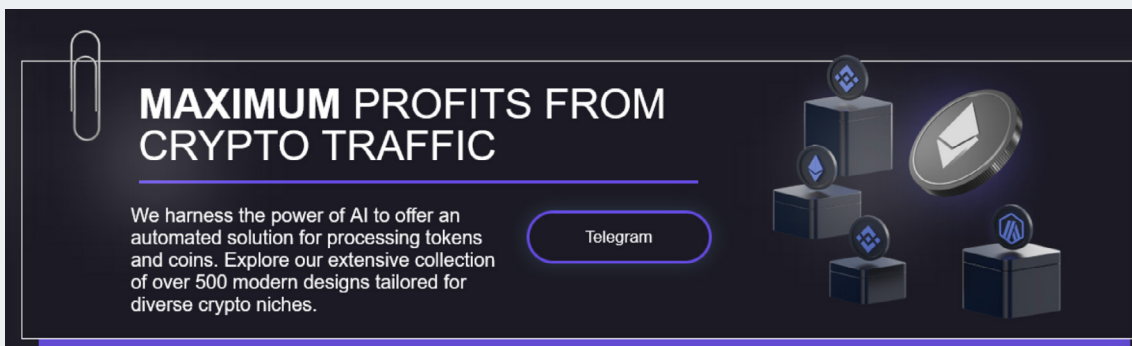 MAXIMUM PROFITS FROM
CRYPTO TRAFFIC
We harness the power of AI to offer an
automated solution for processing tokens
and coins. Explore our extensive collection
of over 500 modern designs tailored for
diverse crypto niches.
Telegram